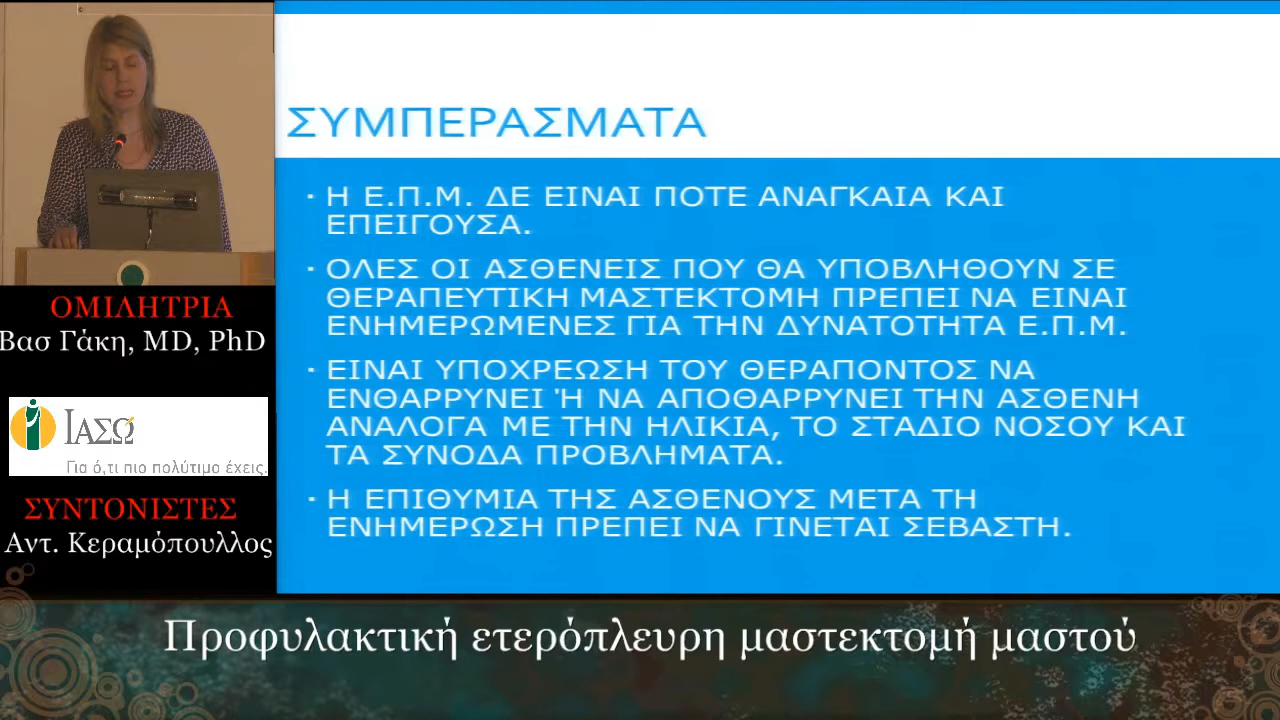 ΣΥΜΠΕΡΑΣΜΑΤΑ
· Η Ε.Π.Μ. ΔΕ ΕΙΝΑΙ ΠΟΤΕ ΑΝΑΓΚΑΙΑ ΚΑΙ
ΕΠΕΙΓΟΥΣΑ.
· ΟΛΕΣ ΟΙ ΑΣΘΕΝΕΙΣ ΠΟΥ ΘΑ ΥΠΟΒΛΗΘΟΥΝ ΣΕ
ΘΕΡΑΠΕΥΤΙΚΗ ΜΑΣΤΕΚΤΟΜΗ ΠΡΕΠΕΙ ΝΑ ΕΙΝΑΙ
ΕΝΗΜΕΡΩΜΕΝΕΣ ΓΙΑ ΤΗΝ ΔΥΝΑΤΟΤΗΤΑ Ε.Π.Μ.
· ΕΙΝΑΙ ΥΠΟΧΡΕΩΣΗ ΤΟΥ ΘΕΡΑΠΟΝΤΟΣ ΝΑ
ΕΝΘΑΡΡΥΝΕΙ Ή ΝΑ ΑΠΟΘΑΡΡΥΝΕΙ ΤΗΝ ΑΣΘΕΝΗ
ΑΝΑΛΟΓΑ ΜΕ ΤΗΝ ΗΛΙΚΙΑ, ΤΟ ΣΤΑΔΙΟ ΝΟΣΟΥ ΚΑΙ
ΤΑ ΣΥΝΟΔΑ ΠΡΟΒΛΗΜΑΤΑ.
· Η ΕΠΙΘΥΜΙΑ ΤΗΣ ΑΣΘΕΝΟΥΣ ΜΕΤΑ ΤΗ
ΕΝΗΜΕΡΩΣΗ ΠΡΕΠΕΙ ΝΑ ΓΙΝΕΤΑΙ ΣΕΒΑΣΤΗ.
ΟΜΙΛΗΤΡΙΑ
Βασ Γάκη, MD, PhD
ΙΑΣΩ
Για ό,τι πιο πολύτιμο έχεις.
ΣΥΝΤΟΝΙΣΤΕΣ
Αντ. Κεραμόπουλλος
Προφυλακτική ετερόπλευρη μαστεκτομή μαστού